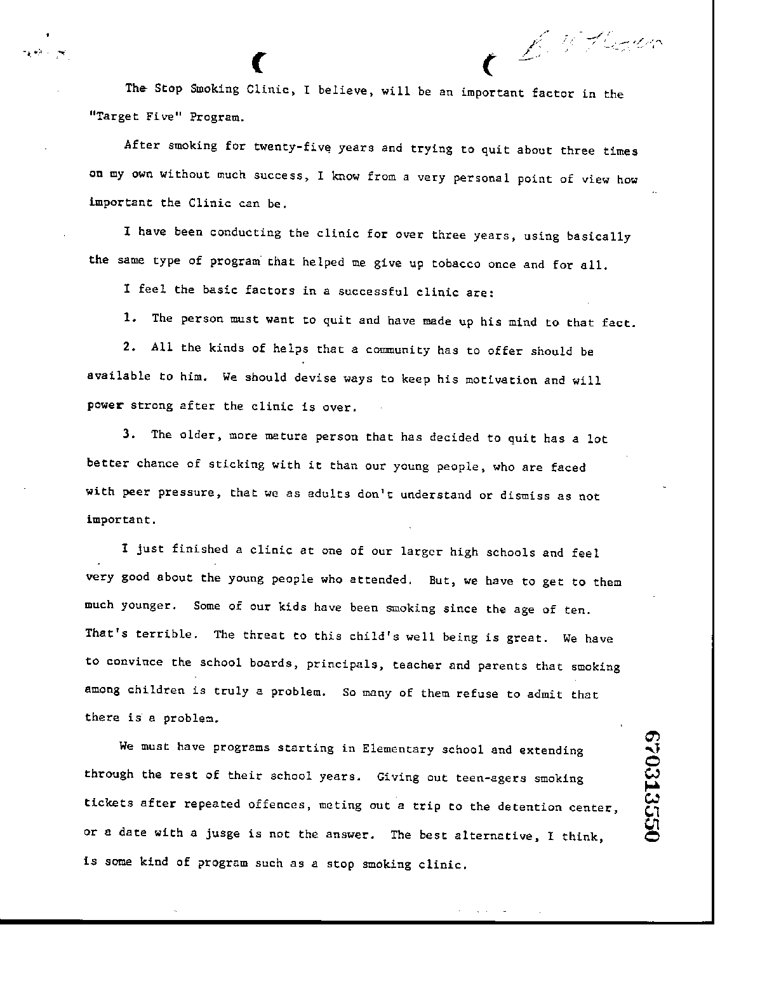 The Stop Smoking Clinic, I believe, will be an important factor in the
"Target Five" Program.
After smoking for twenty-five years and trying to quit about three times
on my own without much success, I know from a very personal point of view how
important the Clinic can be.
I have been conducting the clinic for over three years, using basically
the same type of program that helped me give up tobacco once and for all.
I feel the basic factors in a successful clinic are:
1. The person must want to quit and have made up his mind to that fact.
2. All the kinds of helps that a community has to offer should be
available to him. We should devise ways to keep his motivation and will
power strong after the clinic is over.
3. The older, more mature person that has decided to quit has a lot
better chance of sticking with it than our young people, who are faced
with peer pressure, that we as adults don't understand or dismiss as not
important.
I just finished a clinic at one of our larger high schools and feel
very good about the young people who attended. But, we have to get to them
much younger. Some of our kids have been smoking since the age of ten.
That's terrible. The threat to this child's well being is great. We have
to convince the school boards, principals, teacher and parents that smoking
among children is truly a problem. So many of them refuse to admit that
there is a problem.
We must have programs starting in Elementary school and extending
through the rest of their school years. Giving out teen-agers smoking
tickets after repeated offences, meting out a trip to the detention center,
or a date with a jusge is not the answer. The best alternative, I think,
is some kind of program such as a stop smoking clinic.
670313550